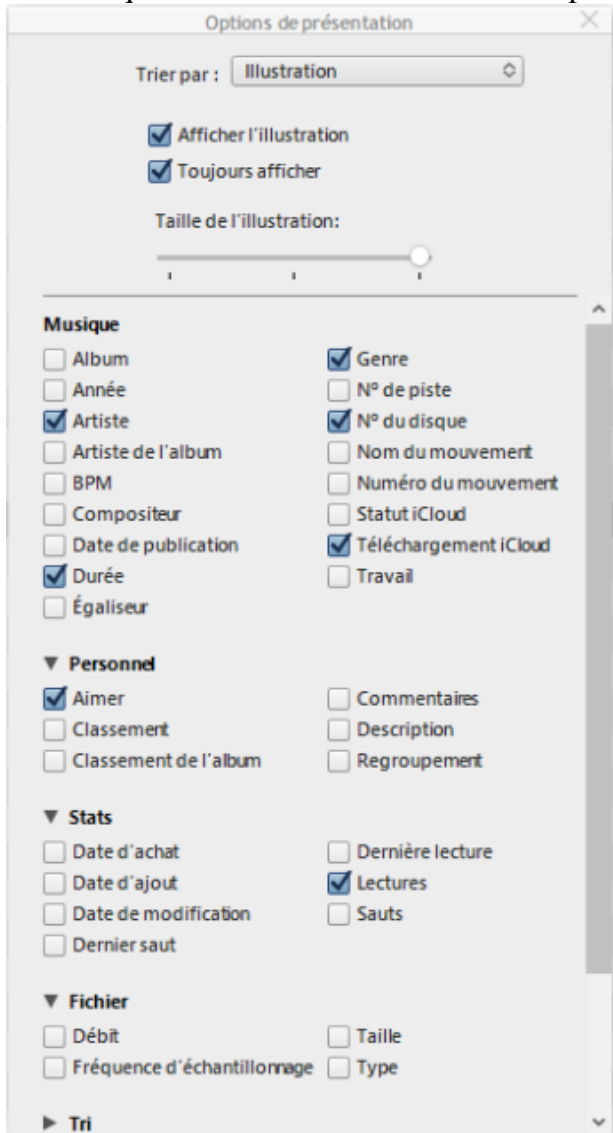 Options de présentation
Trier par : Illustration
Afficher l'illustration
Toujours afficher
Taille de l'illustration:
Musique
Album
Genre
Année
N° de piste
Artiste
N° du disque
Artiste de l'album
Nom du mouvement
BPM
Numéro du mouvement
Compositeur
Statut iCloud
Date de publication
Téléchargement iCloud
Durée
Travail
Égaliseur
Personnel
Aimer
Commentaires
Classement
Description
Classement de l'album
Regroupement
Stats
Date d'achat
Dernière lecture
Date d'ajout
Lectures
Date de modification
Sauts
Dernier saut
Fichier
Débit
Taille
Fréquence d'échantillonnage
Type
Tri